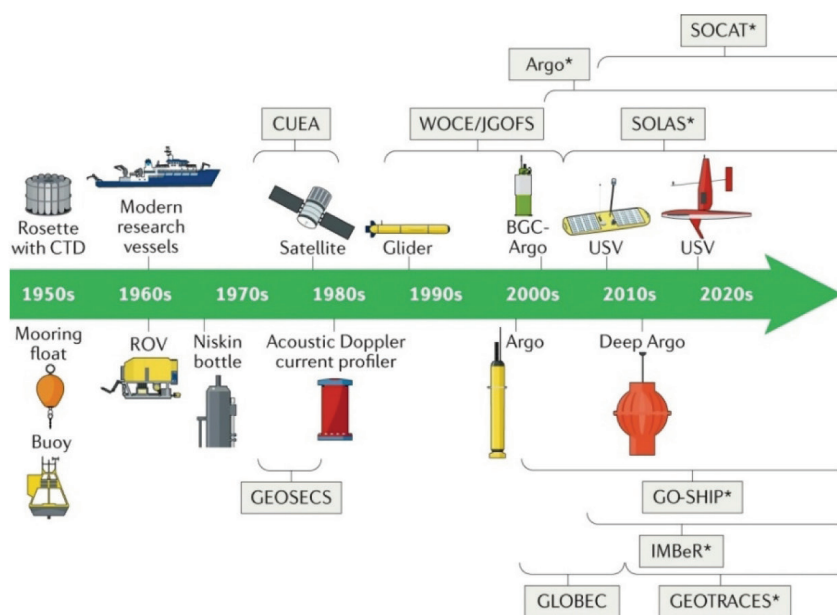 SOCAT*
Argo*
CUEA
WOCE/JGOFS
SOLAS*
Rosette
with CTD
Modern
research
vessels
Satellite
Glider
BGC-
Argo
USV
USV
1950s
1960s
1970s
1980s
1990s
2000s
2010s
2020s
Mooring
float
Buoy
ROV
Niskin
bottle
Acoustic Doppler
current profiler
Argo
Deep Argo
GEOSECS
GO-SHIP*
IMBeR*
GLOBEC
GEOTRACES*